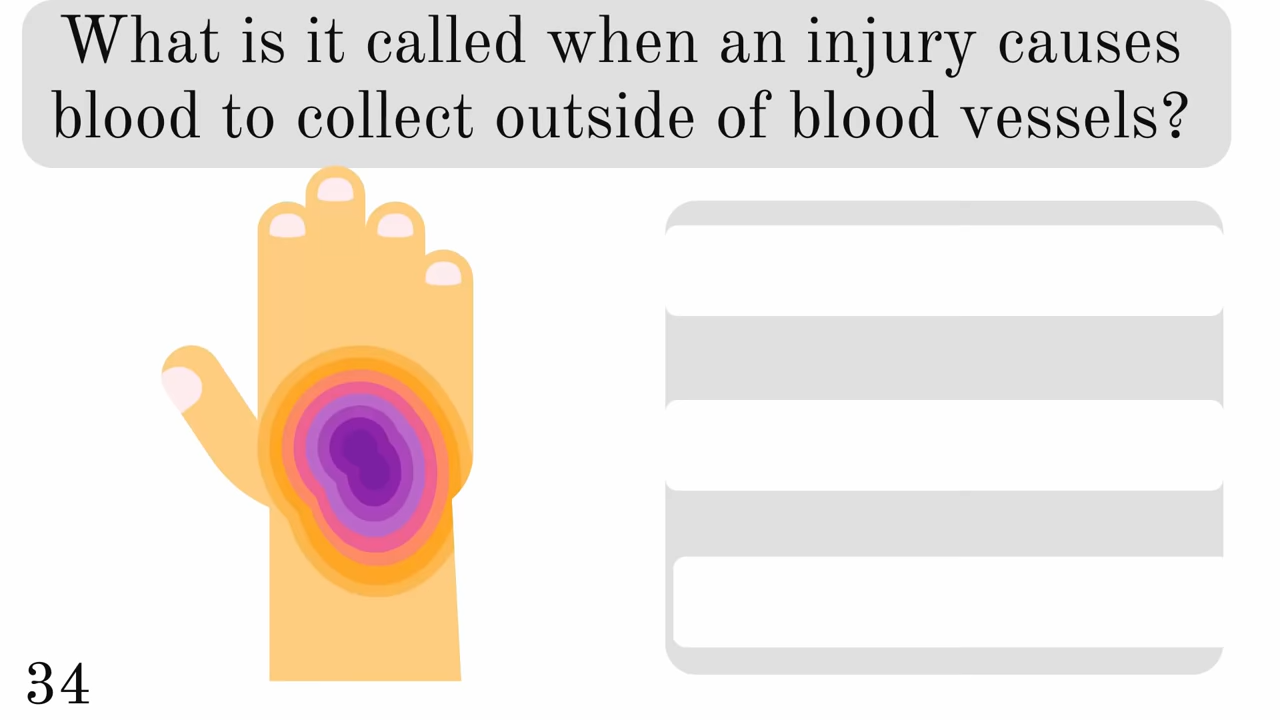 What is it called when an injury causes
blood to collect outside of blood vessels?
34